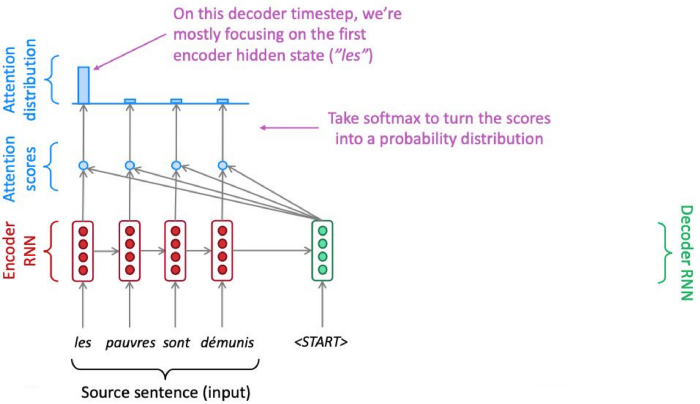 On this decoder timestep, we’re
mostly focusing on the first
encoder hidden state (”les”)
Attention
distribution
Take softmax to turn the scores
into a probability distribution
Attention
scores
Encoder
RNN
Decoder RNN
les pauvres sont démunis <START>
Source sentence (input)